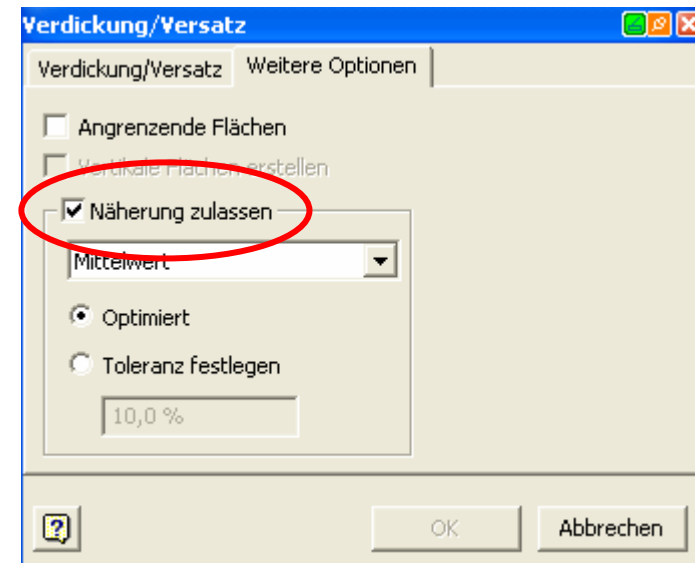 Verdickung/Versatz
Verdickung/Versatz Weitere Optionen
Angrenzende Flächen
Vertikale Flächen erstellen
Näherung zulassen
Mittelwert
Optimiert
Toleranz festlegen
10,0 %
OK Abbrechen